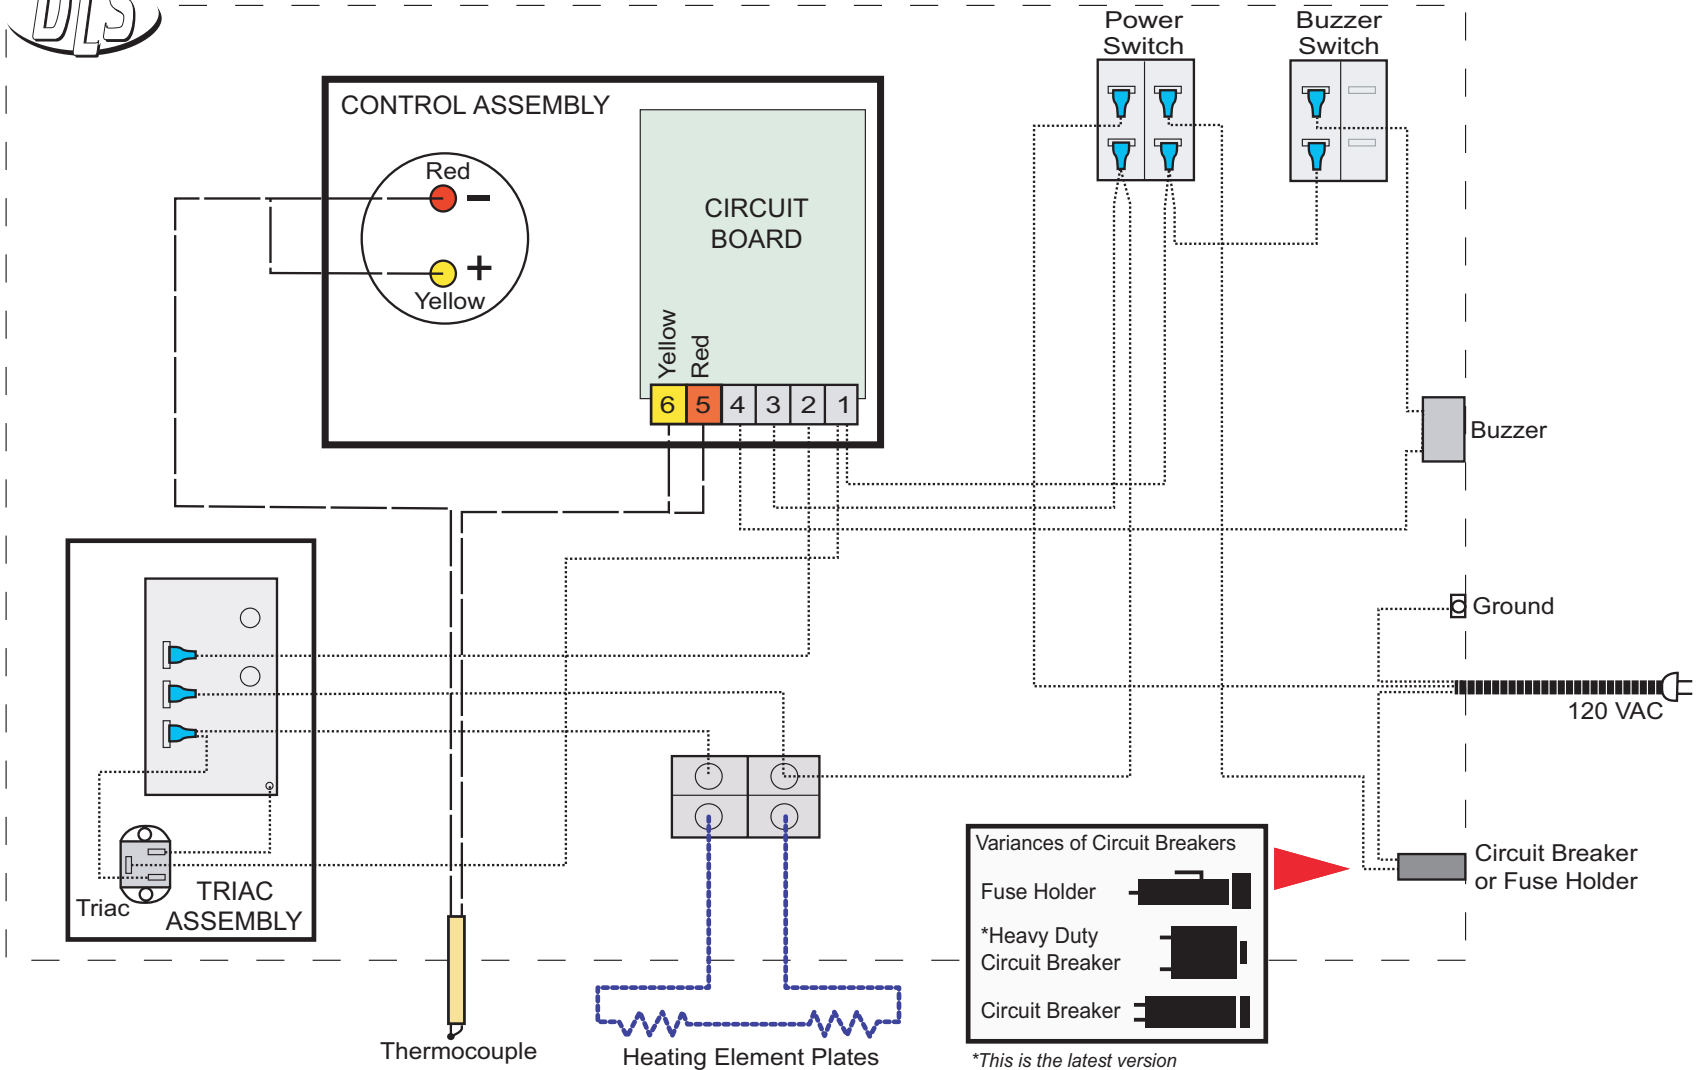 DLS
Power
Switch
Buzzer
Switch
CONTROL ASSEMBLY
Red
−
+
Yellow
CIRCUIT
BOARD
Yellow
Red
6 5 4 3 2 1
Buzzer
Ground
120 VAC
Triac
TRIAC
ASSEMBLY
Variances of Circuit Breakers
Fuse Holder
*Heavy Duty
Circuit Breaker
Circuit Breaker
*This is the latest version
Circuit Breaker
or Fuse Holder
Thermocouple
Heating Element Plates